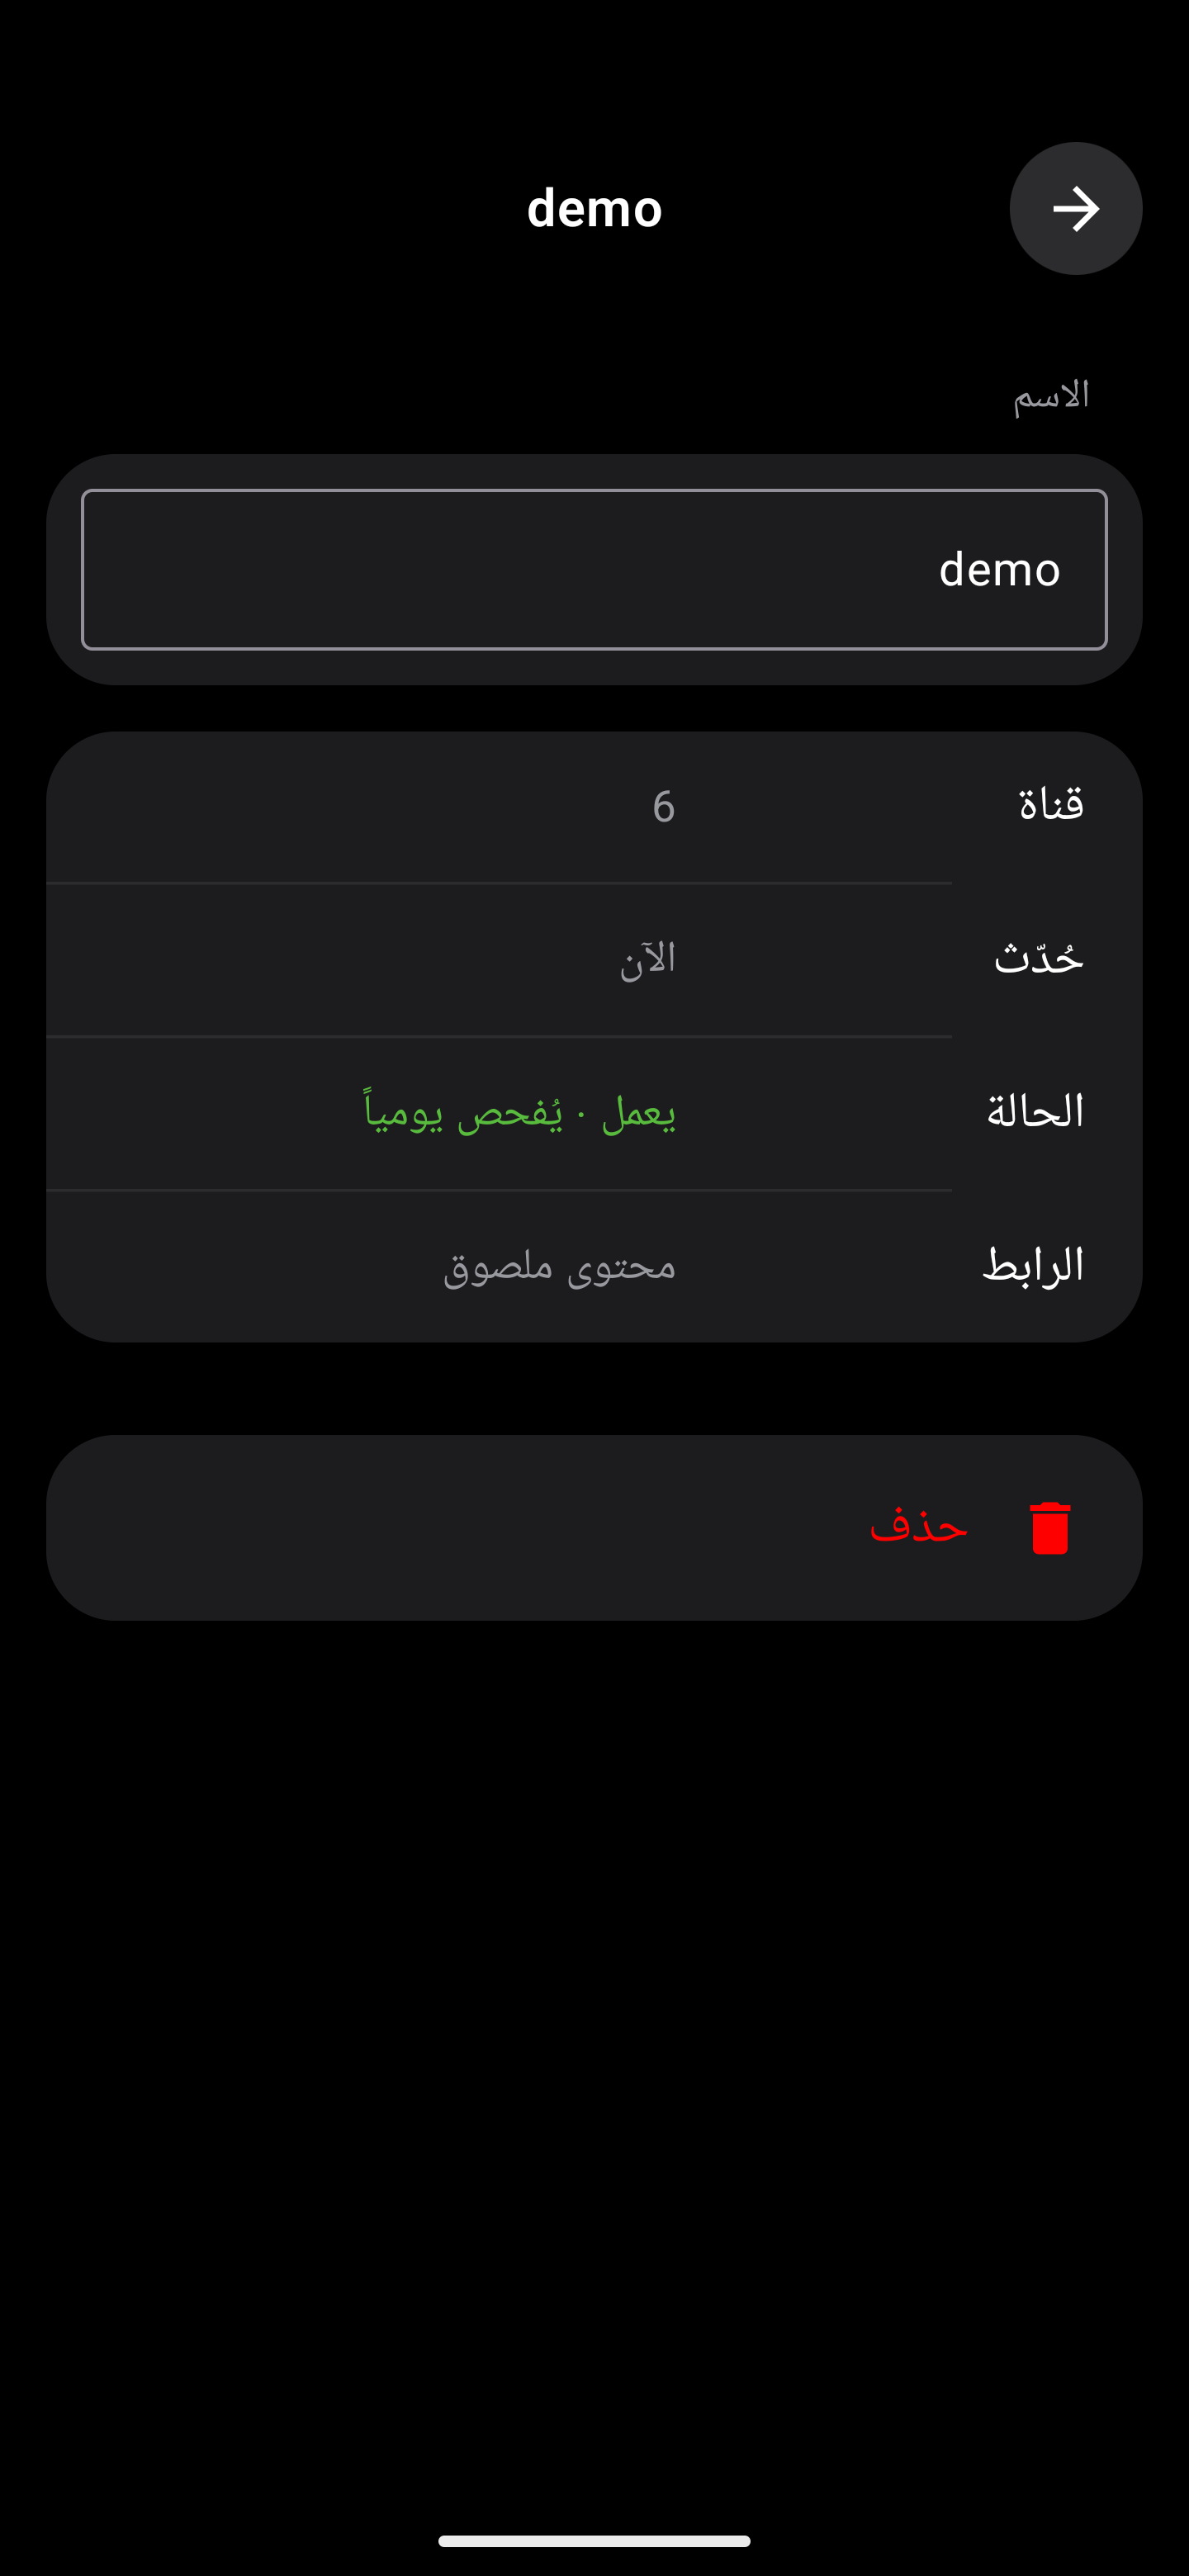 demo
الاسم
demo
قناة 6
حُدّث الآن
الحالة يعمل · يُفحص يومياً
الرابط محتوى ملصوق
حذف